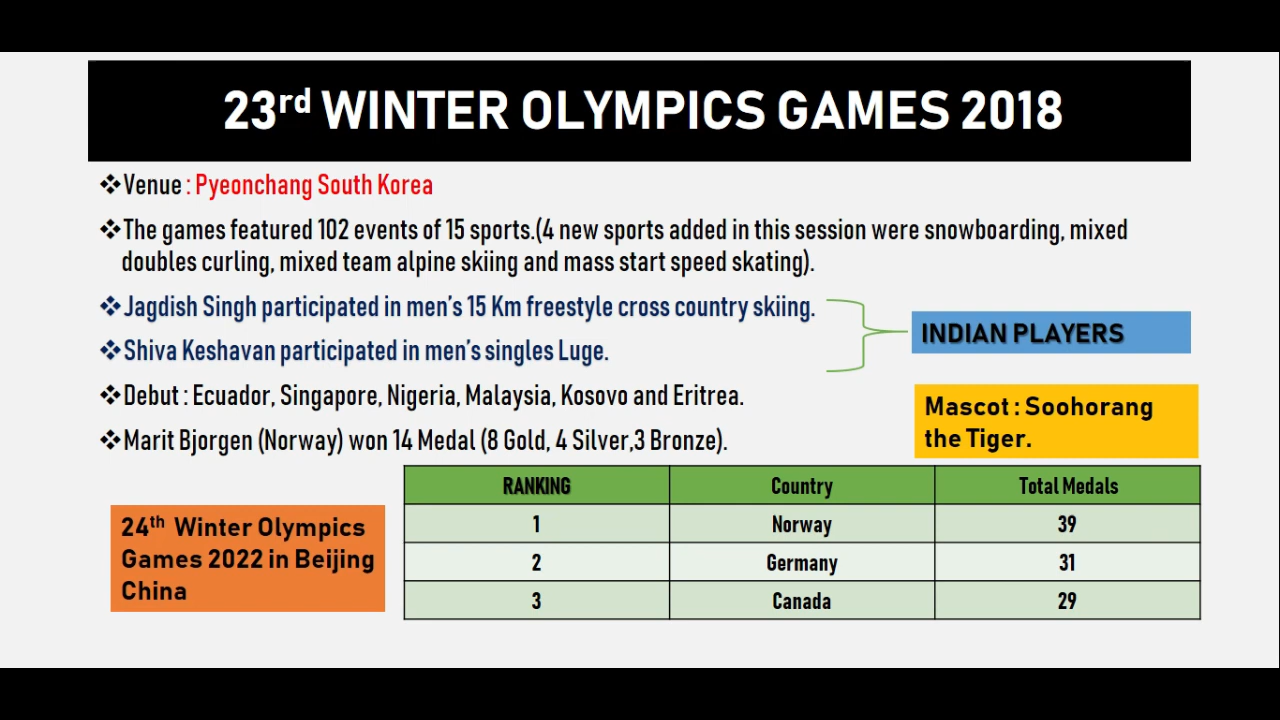 23rd WINTER OLYMPICS GAMES 2018
❖Venue : Pyeonchang South Korea
❖The games featured 102 events of 15 sports.(4 new sports added in this session were snowboarding, mixed
doubles curling, mixed team alpine skiing and mass start speed skating).
❖Jagdish Singh participated in men's 15 Km freestyle cross country skiing.
❖Shiva Keshavan participated in men's singles Luge.
INDIAN PLAYERS
❖Debut : Ecuador, Singapore, Nigeria, Malaysia, Kosovo and Eritrea.
❖Marit Bjorgen (Norway) won 14 Medal (8 Gold, 4 Silver,3 Bronze).
Mascot : Soohorang
the Tiger.
24th Winter Olympics
Games 2022 in Beijing
China
RANKING Country Total Medals
1 Norway 39
2 Germany 31
3 Canada 29